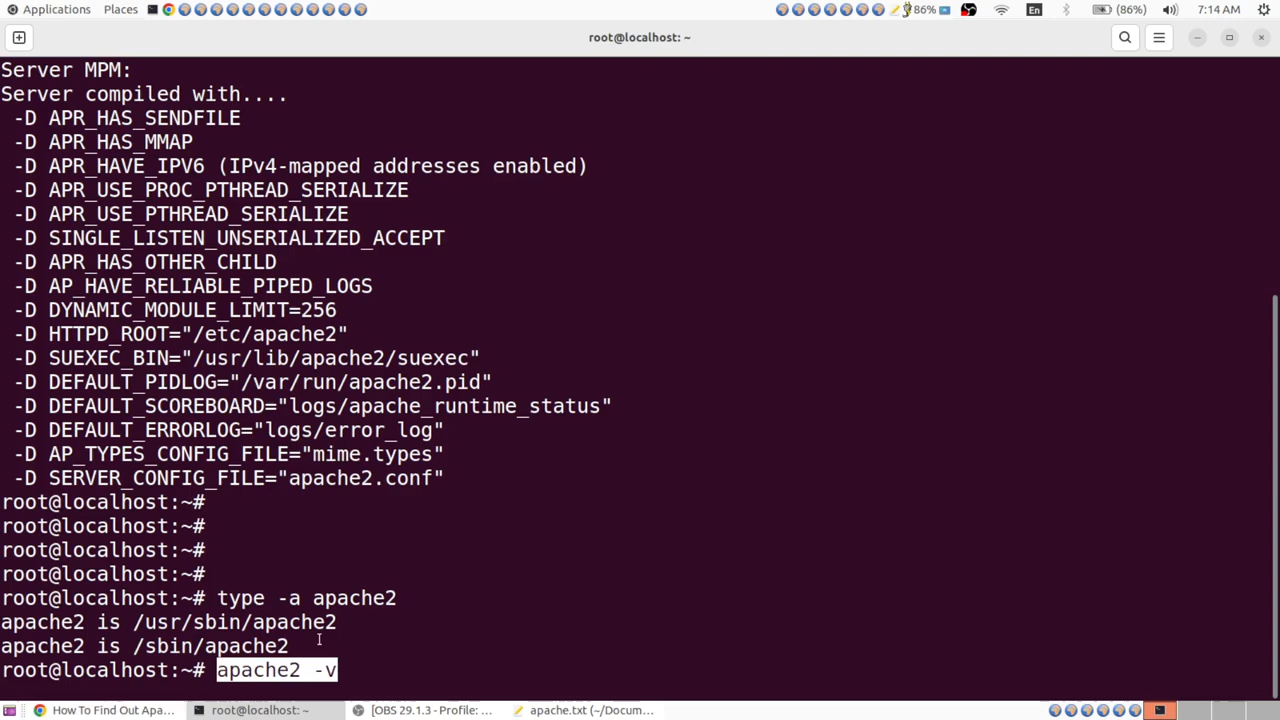 Applications Places 86% En (86%) 7:14 AM
root@localhost: ~
Server MPM:
Server compiled with....
-D APR_HAS_SENDFILE
-D APR_HAS_MMAP
-D APR_HAVE_IPV6 (IPv4-mapped addresses enabled)
-D APR_USE_PROC_PTHREAD_SERIALIZE
-D APR_USE_PTHREAD_SERIALIZE
-D SINGLE_LISTEN_UNSERIALIZED_ACCEPT
-D APR_HAS_OTHER_CHILD
-D AP_HAVE_RELIABLE_PIPED_LOGS
-D DYNAMIC_MODULE_LIMIT=256
-D HTTPD_ROOT="/etc/apache2"
-D SUEXEC_BIN="/usr/lib/apache2/suexec"
-D DEFAULT_PIDLOG="/var/run/apache2.pid"
-D DEFAULT_SCOREBOARD="logs/apache_runtime_status"
-D DEFAULT_ERRORLOG="logs/error_log"
-D AP_TYPES_CONFIG_FILE="mime.types"
-D SERVER_CONFIG_FILE="apache2.conf"
root@localhost:~#
root@localhost:~#
root@localhost:~#
root@localhost:~#
root@localhost:~# type -a apache2
apache2 is /usr/sbin/apache2
apache2 is /sbin/apache2
root@localhost:~# apache2 -v
How To Find Out Apa... root@localhost: ~ [OBS 29.1.3 - Profile: ... apache.txt (~/Docum...